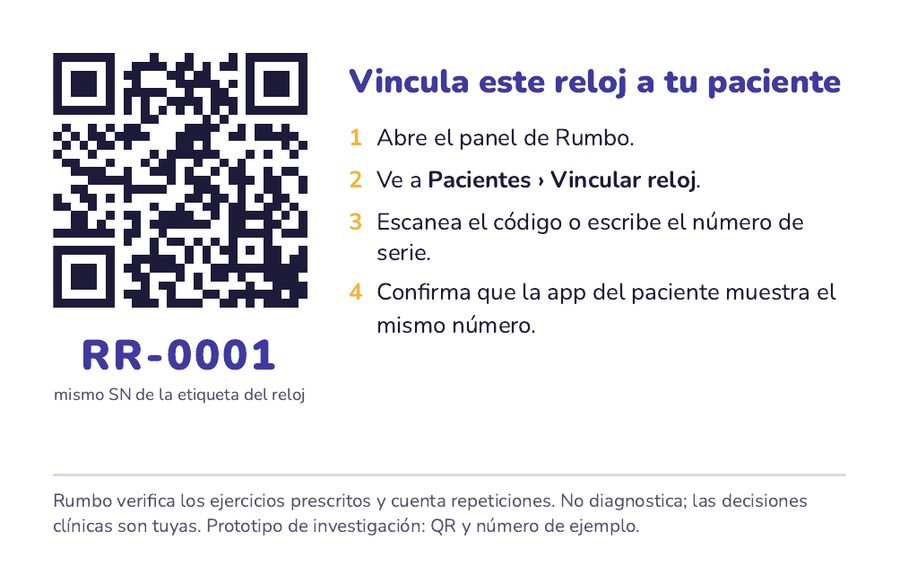 Vincula este reloj a tu paciente
1 Abre el panel de Rumbo.
2 Ve a Pacientes › Vincular reloj.
3 Escanea el código o escribe el número de
serie.
4 Confirma que la app del paciente muestra el
mismo número.
RR-0001
mismo SN de la etiqueta del reloj
Rumbo verifica los ejercicios prescritos y cuenta repeticiones. No diagnostica; las decisiones
clínicas son tuyas. Prototipo de investigación: QR y número de ejemplo.